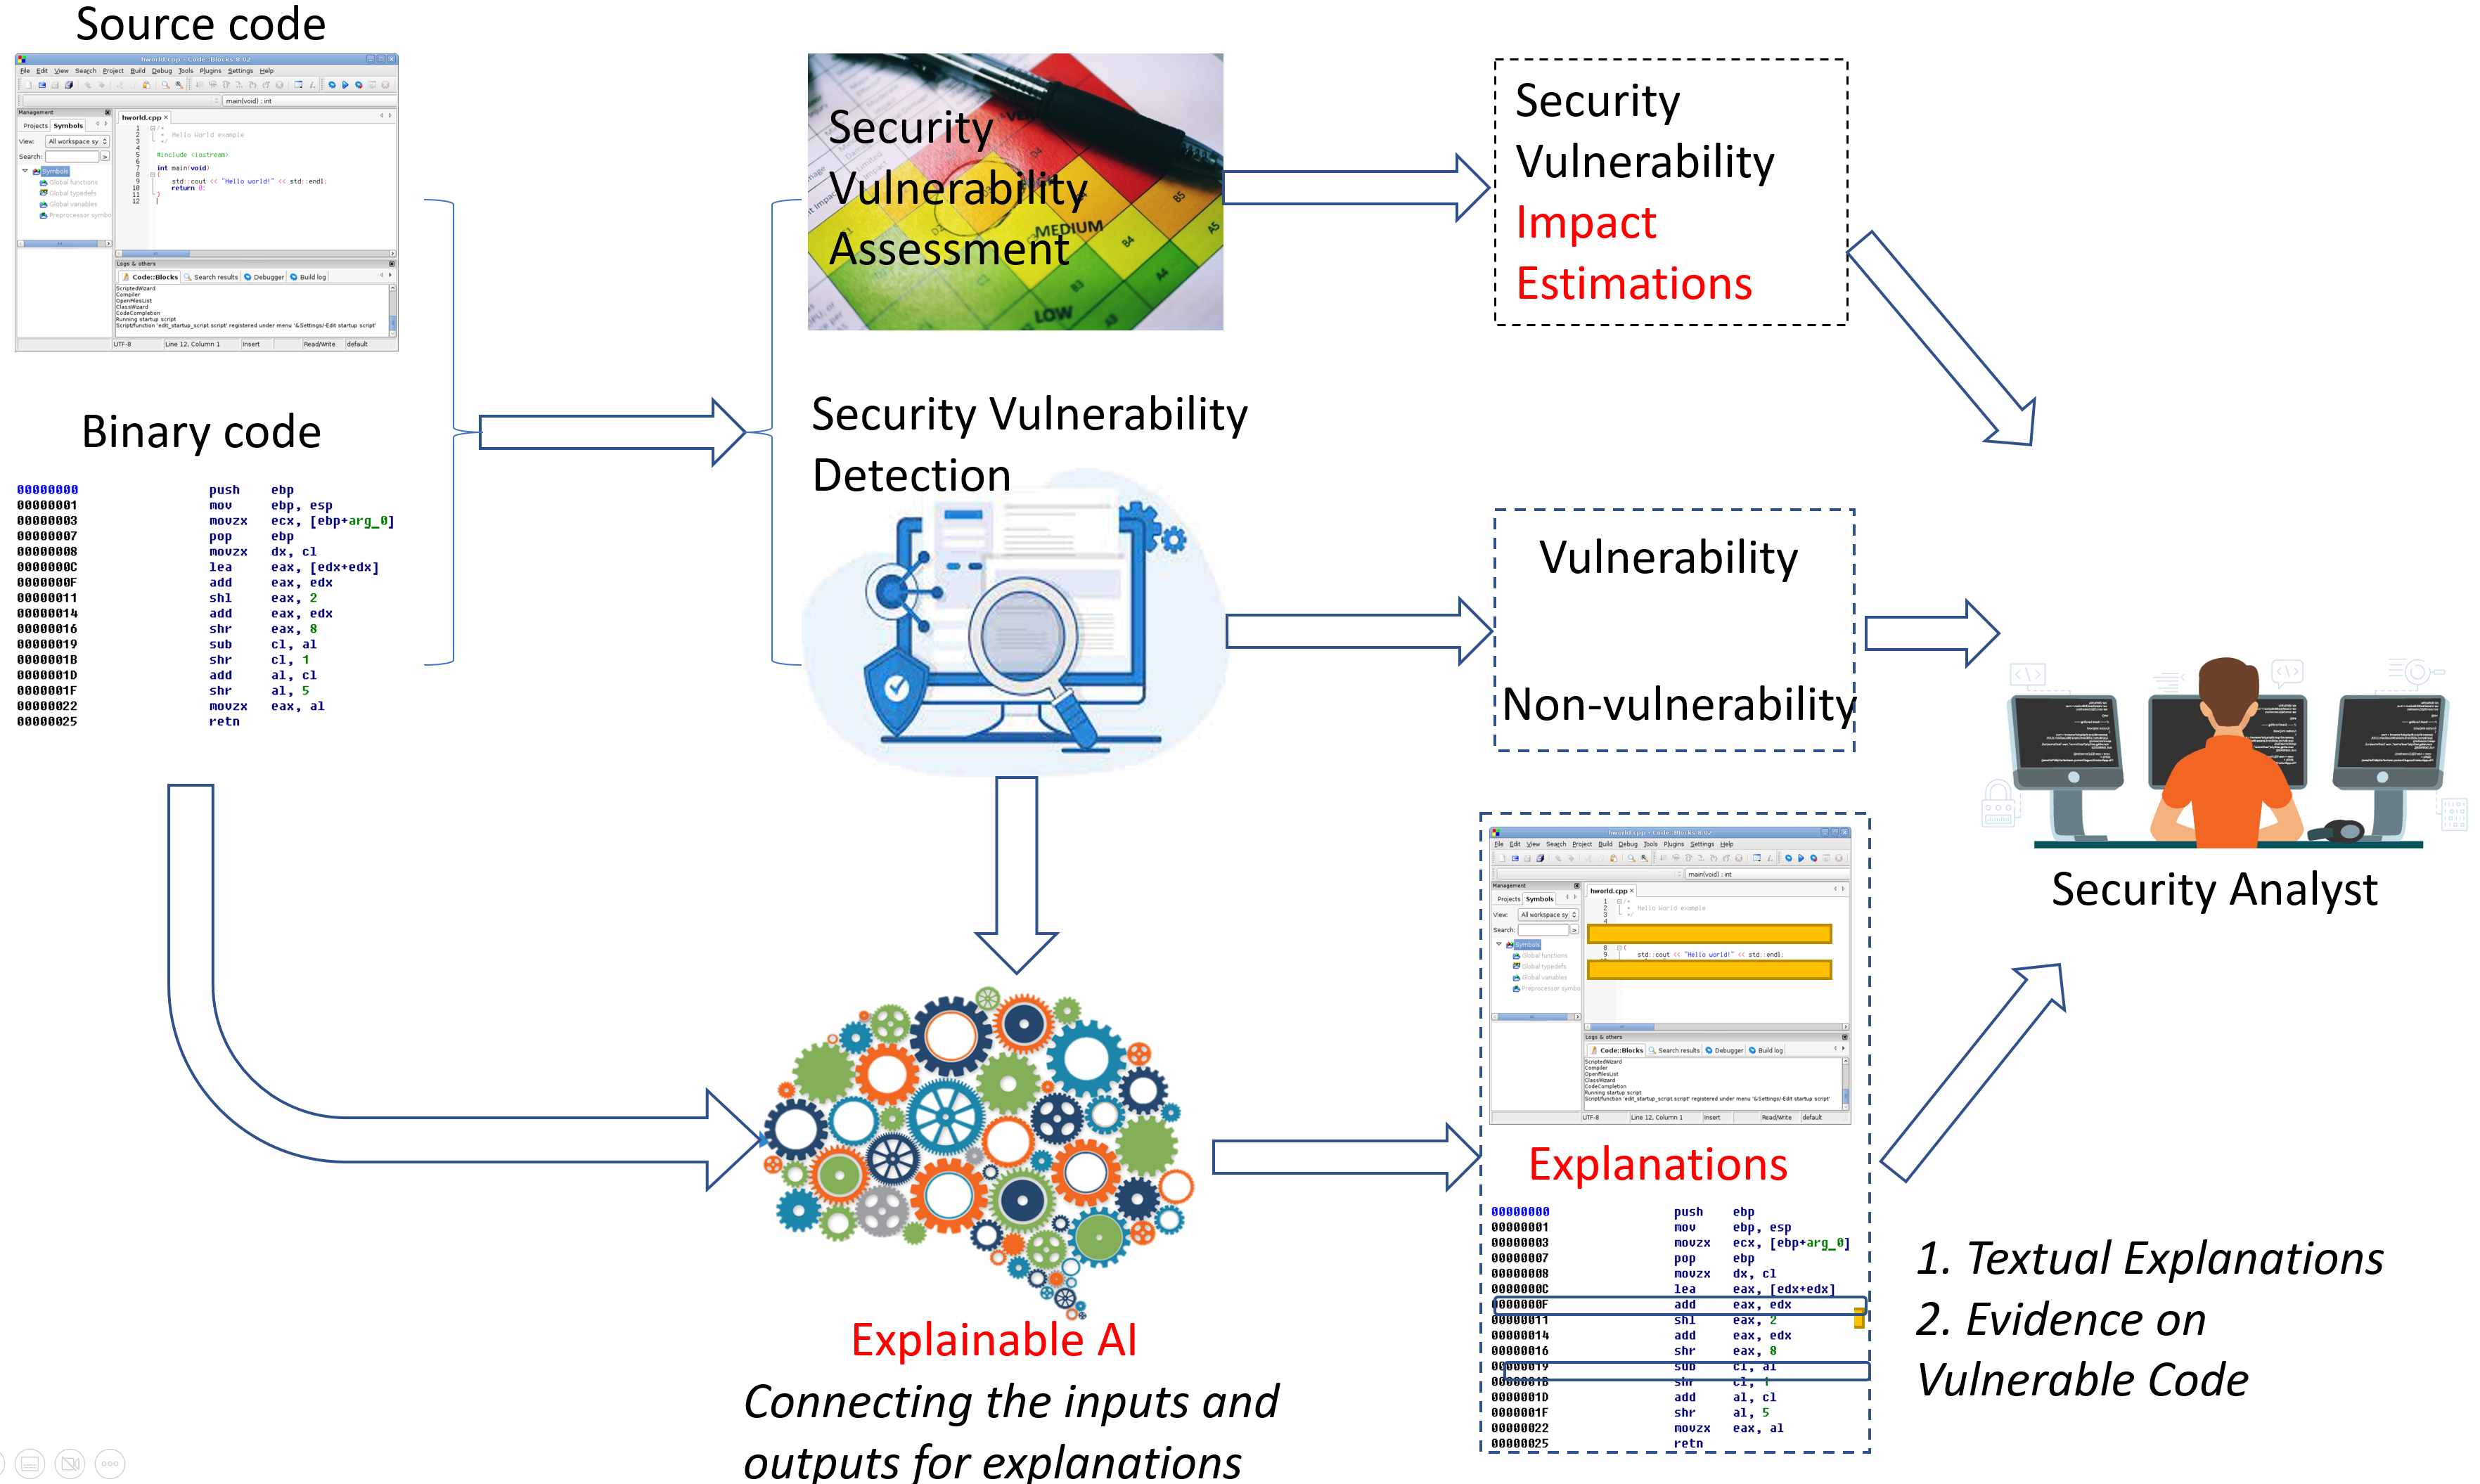 Source code
hworld.cpp - Code::Blocks 8.02
File Edit View Search Project Build Debug Tools Plugins Settings Help
main(void) : int
Management
Projects Symbols
View: All workspace sy
Search:
Symbols
Global functions
Global typedefs
Global variables
Preprocessor symbo
hworld.cpp
1 /*
2 * Hello World example
3 */
4
5 #include <iostream>
6
7 int main(void)
8 {
9 std::cout << "Hello world!" << std::endl;
10 return 0;
11 }
12
Logs & others
Code::Blocks Search results Debugger Build log
ScriptedWizard
Compiler
OpenFilesList
ClassWizard
CodeCompletion
Running startup script
Script/function 'edit_startup_script.script' registered under menu '&Settings/-Edit startup script'
UTF-8 Line 12, Column 1 Insert Read/Write default
Binary code
00000000 push ebp
00000001 mov ebp, esp
00000003 movzx ecx, [ebp+arg_0]
00000007 pop ebp
00000008 movzx dx, cl
0000000C lea eax, [edx+edx]
0000000F add eax, edx
00000011 shl eax, 2
00000014 add eax, edx
00000016 shr eax, 8
00000019 sub cl, al
0000001B shr cl, 1
0000001D add al, cl
0000001F shr al, 5
00000022 movzx eax, al
00000025 retn
Security
Vulnerability
Assessment
MEDIUM
LOW
D4
D2
B5
B4
A5
B3
A4
A3
Security Vulnerability
Detection
Security
Vulnerability
Impact
Estimations
Vulnerability
Non-vulnerability
Security Analyst
Explainable AI
Connecting the inputs and
outputs for explanations
hworld.cpp - Code::Blocks 8.02
File Edit View Search Project Build Debug Tools Plugins Settings Help
main(void) : int
Management
Projects Symbols
View: All workspace sy
Search:
Symbols
Global functions
Global typedefs
Global variables
Preprocessor symbo
hworld.cpp
1 /*
2 * Hello World example
3 */
4
8 {
9 std::cout << "Hello world!" << std::endl;
Logs & others
Code::Blocks Search results Debugger Build log
ScriptedWizard
Compiler
OpenFilesList
ClassWizard
CodeCompletion
Running startup script
Script/function 'edit_startup_script.script' registered under menu '&Settings/-Edit startup script'
UTF-8 Line 12, Column 1 Insert Read/Write default
Explanations
00000000 push ebp
00000001 mov ebp, esp
00000003 movzx ecx, [ebp+arg_0]
00000007 pop ebp
00000008 movzx dx, cl
0000000C lea eax, [edx+edx]
0000000F add eax, edx
00000011 shl eax, 2
00000014 add eax, edx
00000016 shr eax, 8
00000019 sub cl, al
0000001B shr cl, 1
0000001D add al, cl
0000001F shr al, 5
00000022 movzx eax, al
00000025 retn
1. Textual Explanations
2. Evidence on
Vulnerable Code